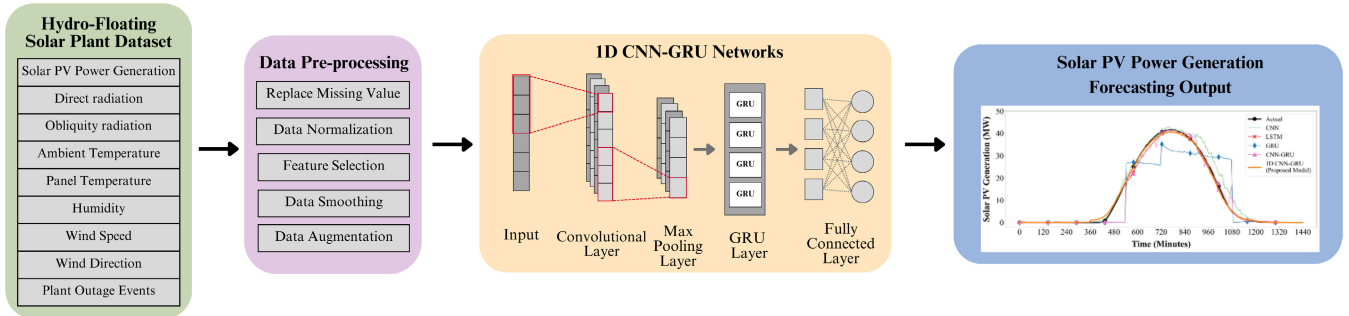 Hydro-Floating
Solar Plant Dataset
Solar PV Power Generation
Direct radiation
Obliquity radiation
Ambient Temperature
Panel Temperature
Humidity
Wind Speed
Wind Direction
Plant Outage Events
Data Pre-processing
Replace Missing Value
Data Normalization
Feature Selection
Data Smoothing
Data Augmentation
1D CNN-GRU Networks
GRU
GRU
GRU
GRU
Input
Convolutional
Layer
Max
Pooling
Layer
GRU
Layer
Fully
Connected
Layer
Solar PV Power Generation
Forecasting Output
Solar PV Generation (MW)
50
40
30
20
10
0
Actual
CNN
LSTM
GRU
CNN-GRU
1D CNN-GRU
(Proposed Model)
0 120 240 360 480 600 720 840 960 1080 1200 1320 1440
Time (Minutes)